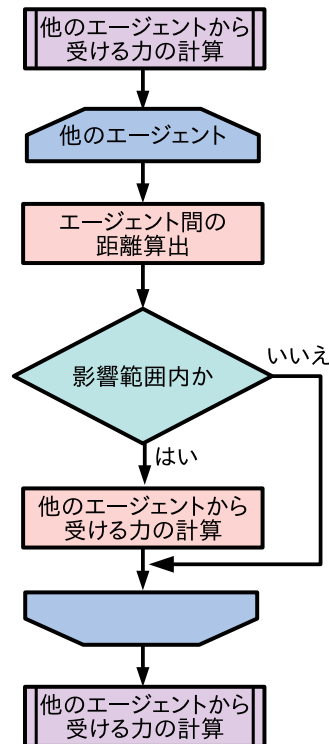 他のエージェントから
受ける力の計算
他のエージェント
エージェント間の
距離算出
影響範囲内か
いいえ
はい
他のエージェントから
受ける力の計算
他のエージェントから
受ける力の計算